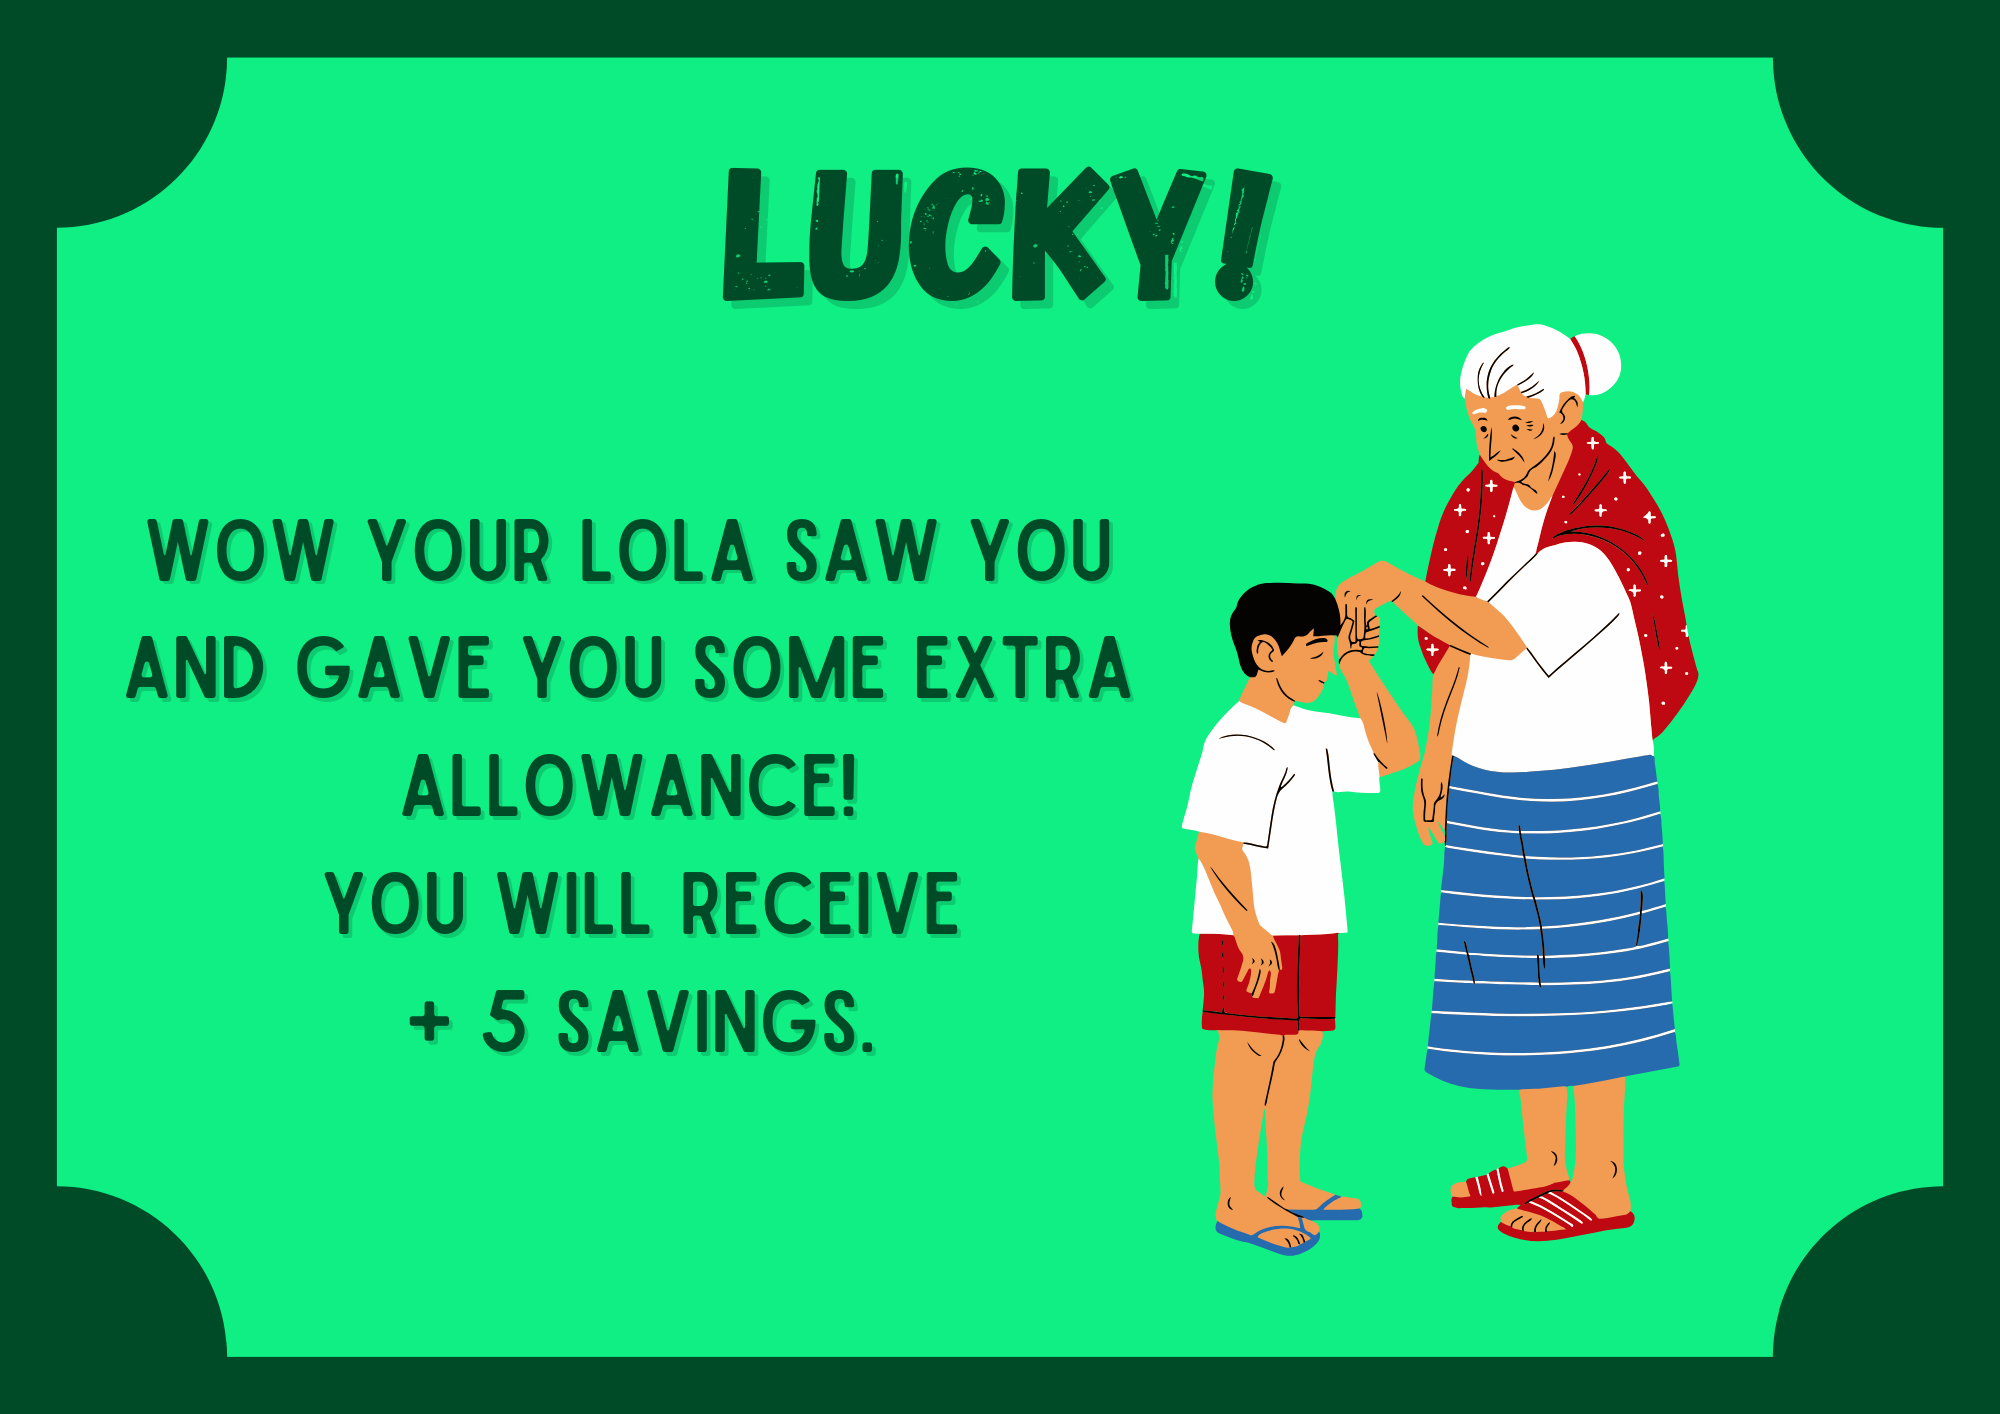 LUCKY!
WOW YOUR LOLA SAW YOU
AND GAVE YOU SOME EXTRA
ALLOWANCE!
YOU WILL RECEIVE
+ 5 SAVINGS.